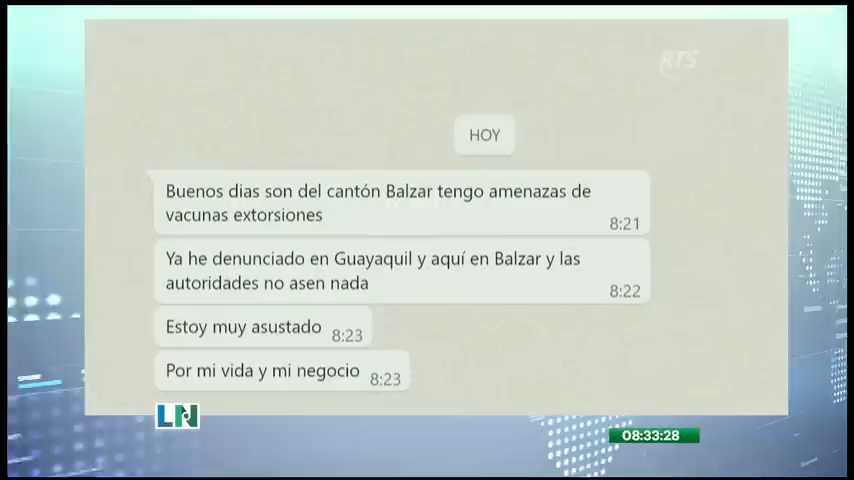 RTS
HOY
Buenos dias son del cantón Balzar tengo amenazas de
vacunas extorsiones
8:21
Ya he denunciado en Guayaquil y aquí en Balzar y las
autoridades no asen nada
8:22
Estoy muy asustado
8:23
Por mi vida y mi negocio
8:23
LN
08:33:28